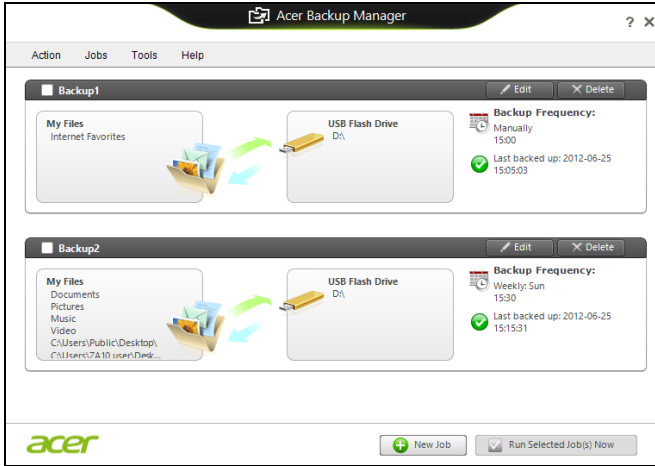 Acer Backup Manager
? X
Action Jobs Tools Help
Backup1
Edit
Delete
My Files
Internet Favorites
USB Flash Drive
D:\
Backup Frequency:
Manually
15:00
Last backed up: 2012-06-25
15:05:03
Backup2
Edit
Delete
My Files
Documents
Pictures
Music
Video
C:\Users\Public\Desktop\
C:\Users\ZA10 user\Desk...
USB Flash Drive
D:\
Backup Frequency:
Weekly: Sun
15:30
Last backed up: 2012-06-25
15:15:31
acer
New Job
Run Selected Job(s) Now